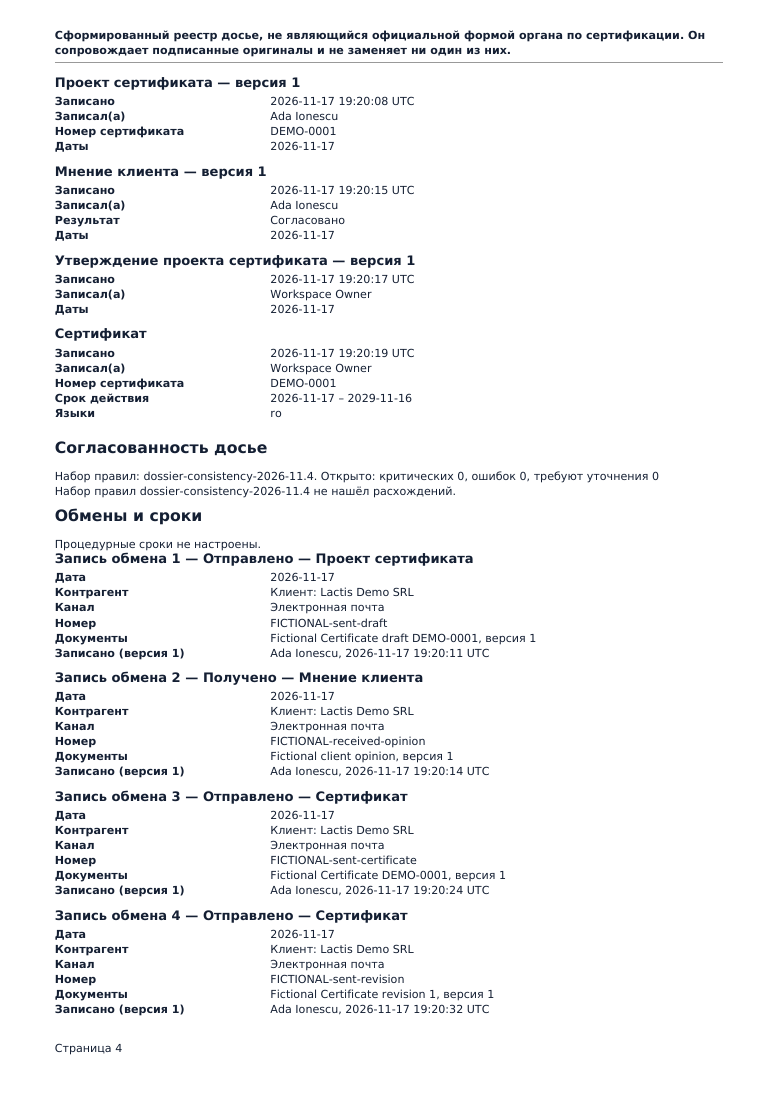 Сформированный реестр досье, не являющийся официальной формой органа по сертификации. Он
сопровождает подписанные оригиналы и не заменяет ни один из них.
Проект сертификата — версия 1
Записано 2026-11-17 19:20:08 UTC
Записал(а) Ada Ionescu
Номер сертификата DEMO-0001
Даты 2026-11-17
Мнение клиента — версия 1
Записано 2026-11-17 19:20:15 UTC
Записал(а) Ada Ionescu
Результат Согласовано
Даты 2026-11-17
Утверждение проекта сертификата — версия 1
Записано 2026-11-17 19:20:17 UTC
Записал(а) Workspace Owner
Даты 2026-11-17
Сертификат
Записано 2026-11-17 19:20:19 UTC
Записал(а) Workspace Owner
Номер сертификата DEMO-0001
Срок действия 2026-11-17 – 2029-11-16
Языки ro
Согласованность досье
Набор правил: dossier-consistency-2026-11.4. Открыто: критических 0, ошибок 0, требуют уточнения 0
Набор правил dossier-consistency-2026-11.4 не нашёл расхождений.
Обмены и сроки
Процедурные сроки не настроены.
Запись обмена 1 — Отправлено — Проект сертификата
Дата 2026-11-17
Контрагент Клиент: Lactis Demo SRL
Канал Электронная почта
Номер FICTIONAL-sent-draft
Документы Fictional Certificate draft DEMO-0001, версия 1
Записано (версия 1) Ada Ionescu, 2026-11-17 19:20:11 UTC
Запись обмена 2 — Получено — Мнение клиента
Дата 2026-11-17
Контрагент Клиент: Lactis Demo SRL
Канал Электронная почта
Номер FICTIONAL-received-opinion
Документы Fictional client opinion, версия 1
Записано (версия 1) Ada Ionescu, 2026-11-17 19:20:14 UTC
Запись обмена 3 — Отправлено — Сертификат
Дата 2026-11-17
Контрагент Клиент: Lactis Demo SRL
Канал Электронная почта
Номер FICTIONAL-sent-certificate
Документы Fictional Certificate DEMO-0001, версия 1
Записано (версия 1) Ada Ionescu, 2026-11-17 19:20:24 UTC
Запись обмена 4 — Отправлено — Сертификат
Дата 2026-11-17
Контрагент Клиент: Lactis Demo SRL
Канал Электронная почта
Номер FICTIONAL-sent-revision
Документы Fictional Certificate revision 1, версия 1
Записано (версия 1) Ada Ionescu, 2026-11-17 19:20:32 UTC
Страница 4